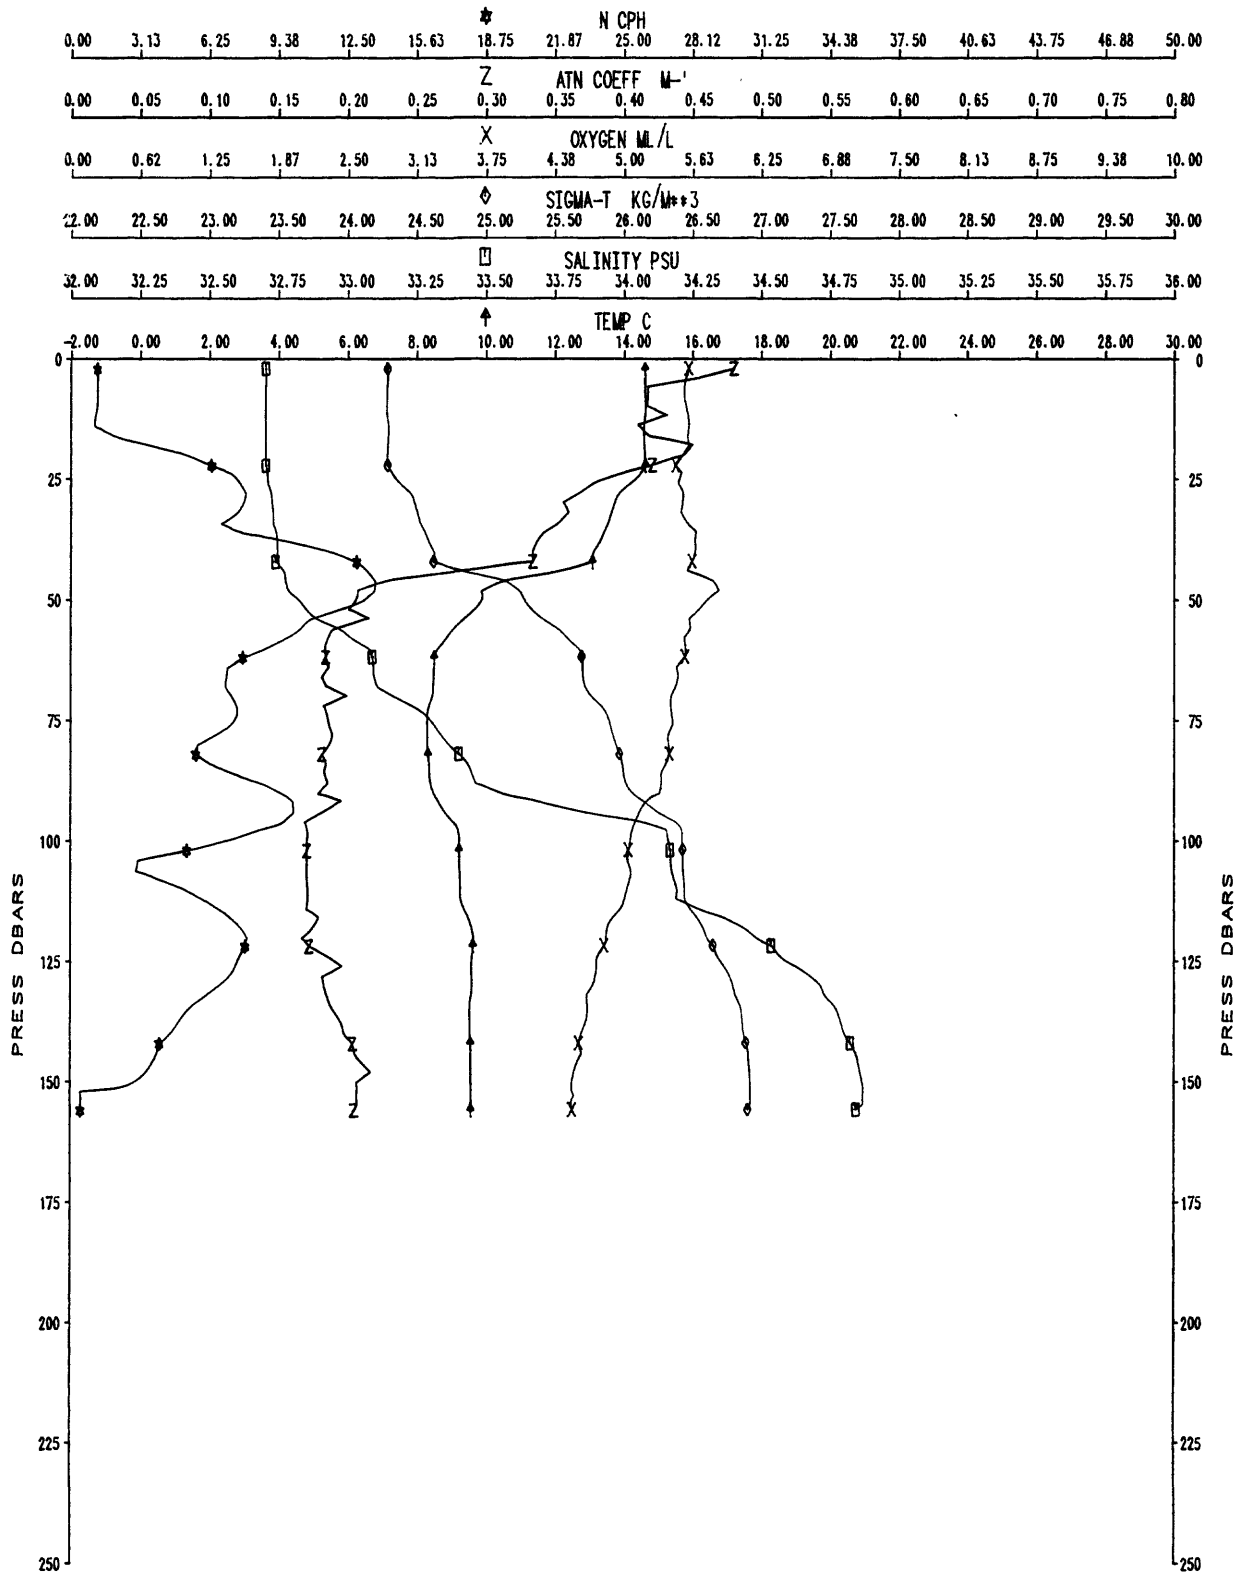 N CPH
0.00 3.13 6.25 9.38 12.50 15.63 18.75 21.87 25.00 28.12 31.25 34.38 37.50 40.63 43.75 46.88 50.00
Z ATN COEFF M-'
0.00 0.05 0.10 0.15 0.20 0.25 0.30 0.35 0.40 0.45 0.50 0.55 0.60 0.65 0.70 0.75 0.80
X OXYGEN ML/L
0.00 0.62 1.25 1.87 2.50 3.13 3.75 4.38 5.00 5.63 6.25 6.88 7.50 8.13 8.75 9.38 10.00
SIGMA-T KG/M**3
22.00 22.50 23.00 23.50 24.00 24.50 25.00 25.50 26.00 26.50 27.00 27.50 28.00 28.50 29.00 29.50 30.00
SALINITY PSU
32.00 32.25 32.50 32.75 33.00 33.25 33.50 33.75 34.00 34.25 34.50 34.75 35.00 35.25 35.50 35.75 36.00
TEMP C
-2.00 0.00 2.00 4.00 6.00 8.00 10.00 12.00 14.00 16.00 18.00 20.00 22.00 24.00 26.00 28.00 30.00
0 0
25 25
50 50
75 75
100 100
125 125
150 150
175 175
200 200
225 225
250 250
PRESS DBARS
PRESS DBARS